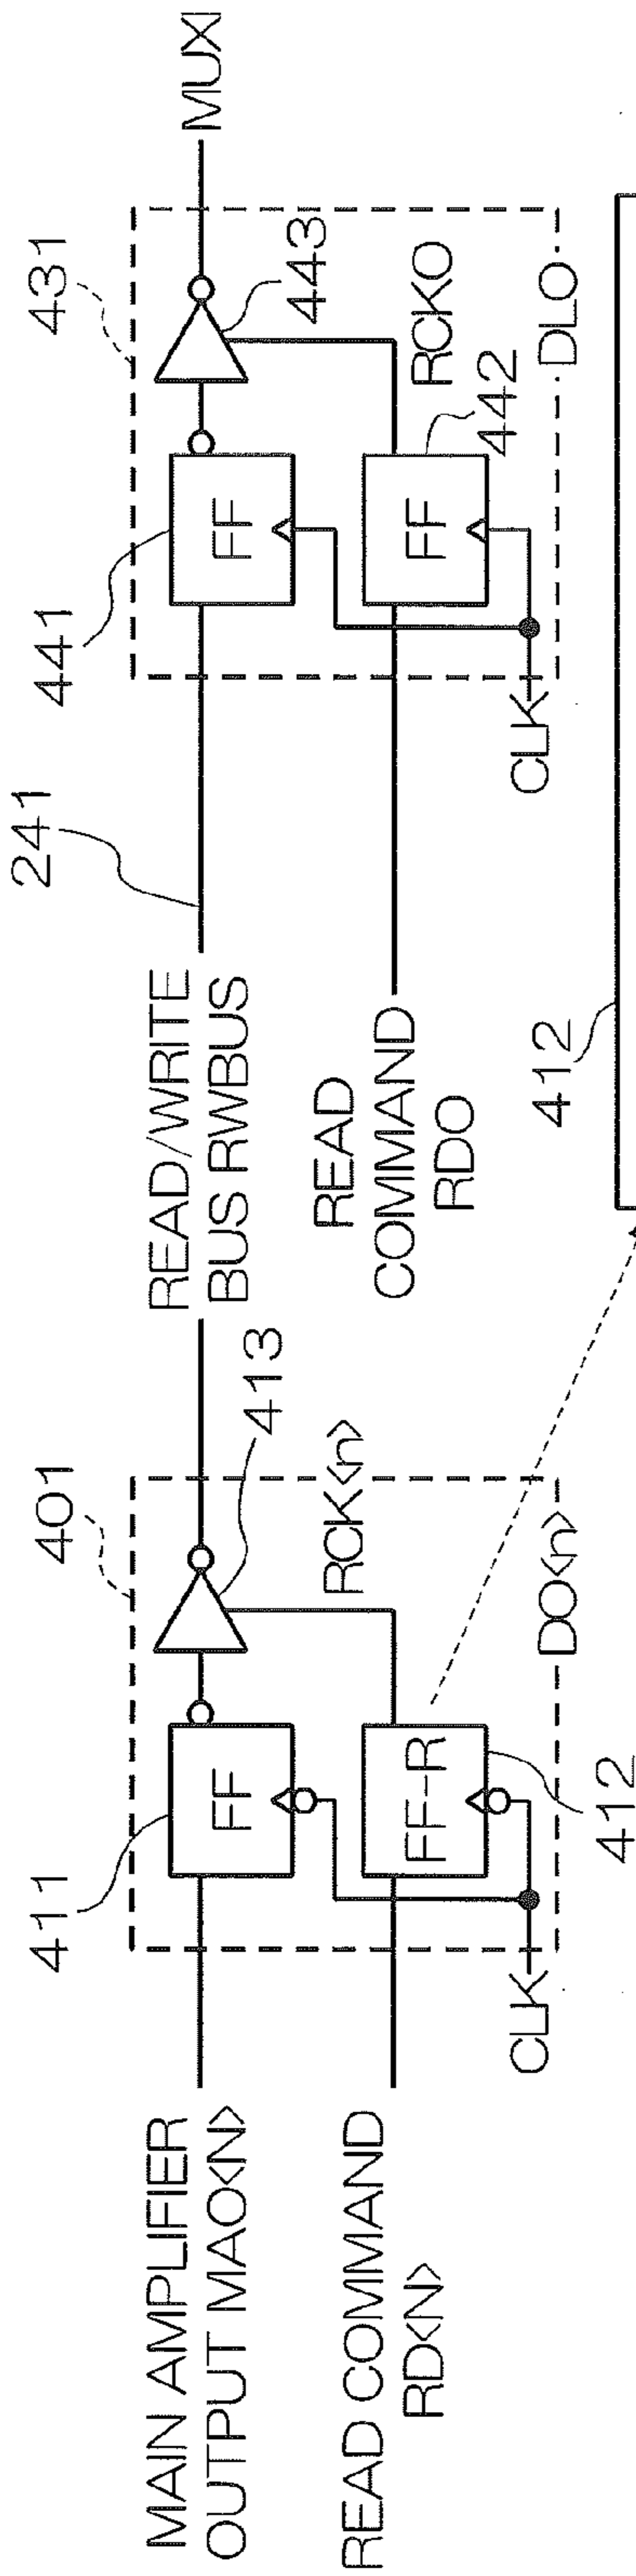 MAIN AMPLIFIER
OUTPUT MAO<N>
READ COMMAND
RD<N>
411
FF
401
413
FF-R
RCK<n>
412
CLK
DO<n>
READ/WRITE
BUS RWBUS
241
READ
COMMAND
RDO
441
FF
431
443
FF
442
RCKO
CLK
DLO
MUX
412